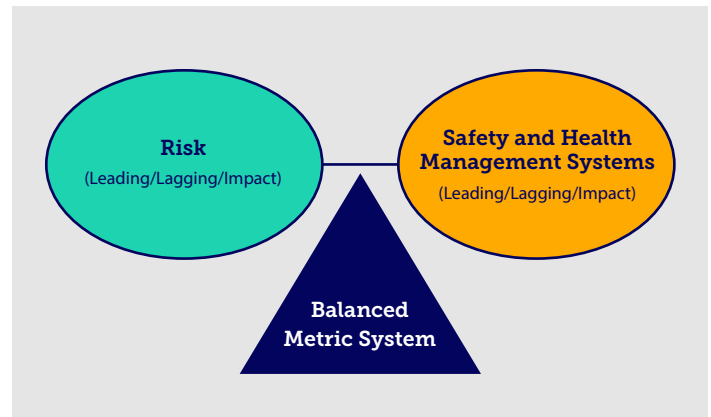 Risk
(Leading/Lagging/Impact)
Safety and Health
Management Systems
(Leading/Lagging/Impact)
Balanced
Metric System